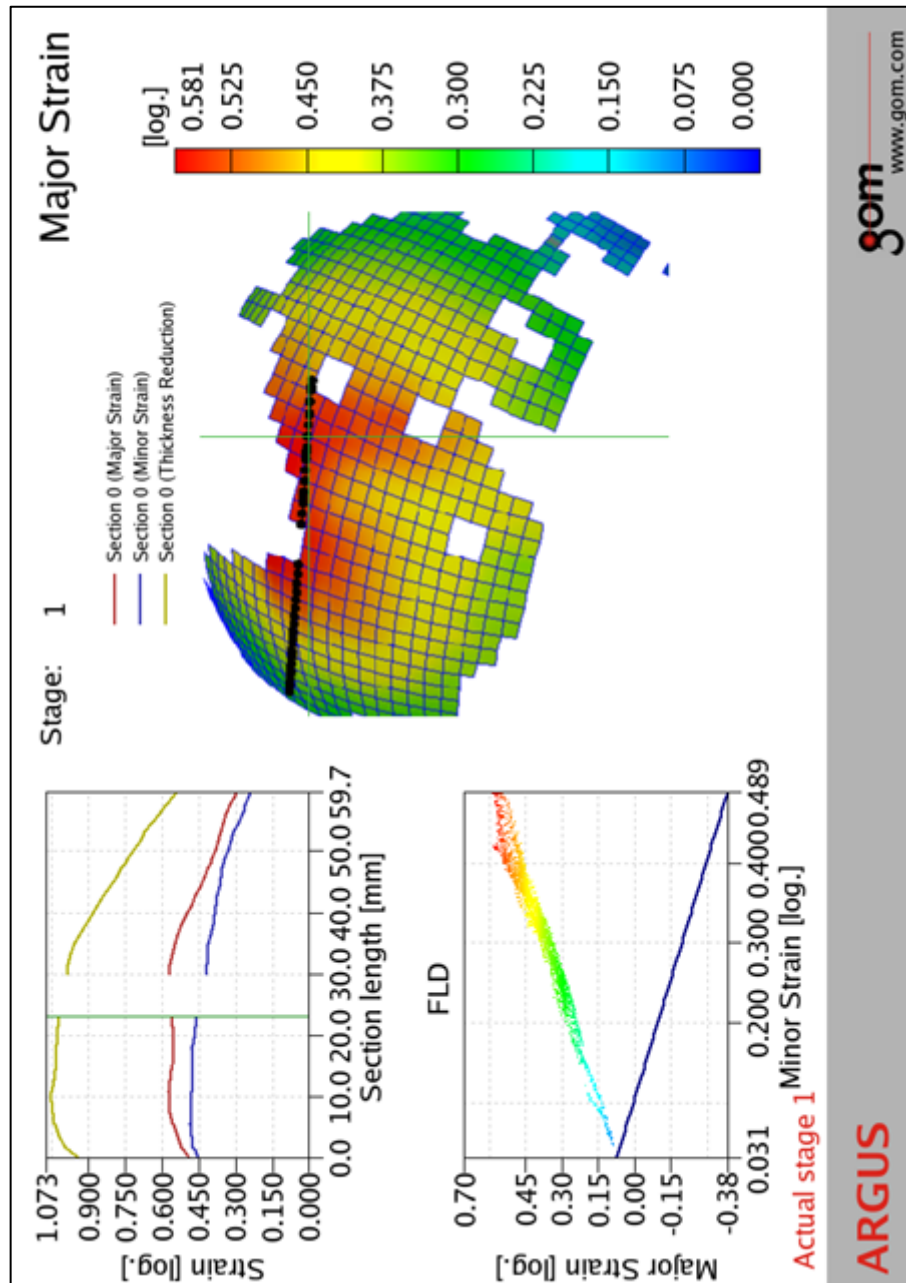 Stage: 1
Major Strain
Section 0 (Major Strain)
Section 0 (Minor Strain)
Section 0 (Thickness Reduction)
[log.]
0.581
0.525
0.450
0.375
0.300
0.225
0.150
0.075
0.000
Strain [log.]
1.073
0.900
0.750
0.600
0.450
0.300
0.150
0.000
0.0 10.0 20.0 30.0 40.0 50.0 59.7
Section length [mm]
FLD
Major Strain [log.]
0.70
0.45
0.30
0.15
0.00
-0.15
-0.38
0.031 0.200 0.300 0.400 0.489
Minor Strain [log.]
Actual stage 1
ARGUS
gom
www.gom.com